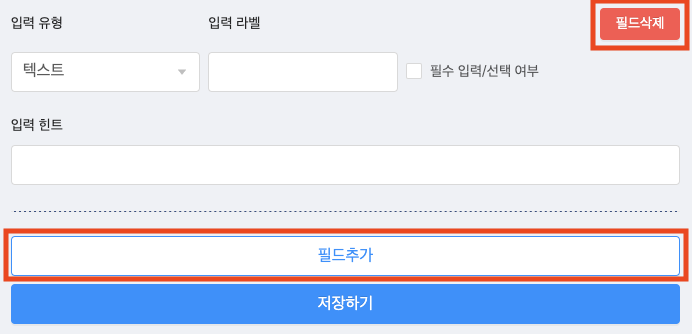 입력 유형 입력 라벨 필드삭제
텍스트 필수 입력/선택 여부
입력 힌트
필드추가
저장하기